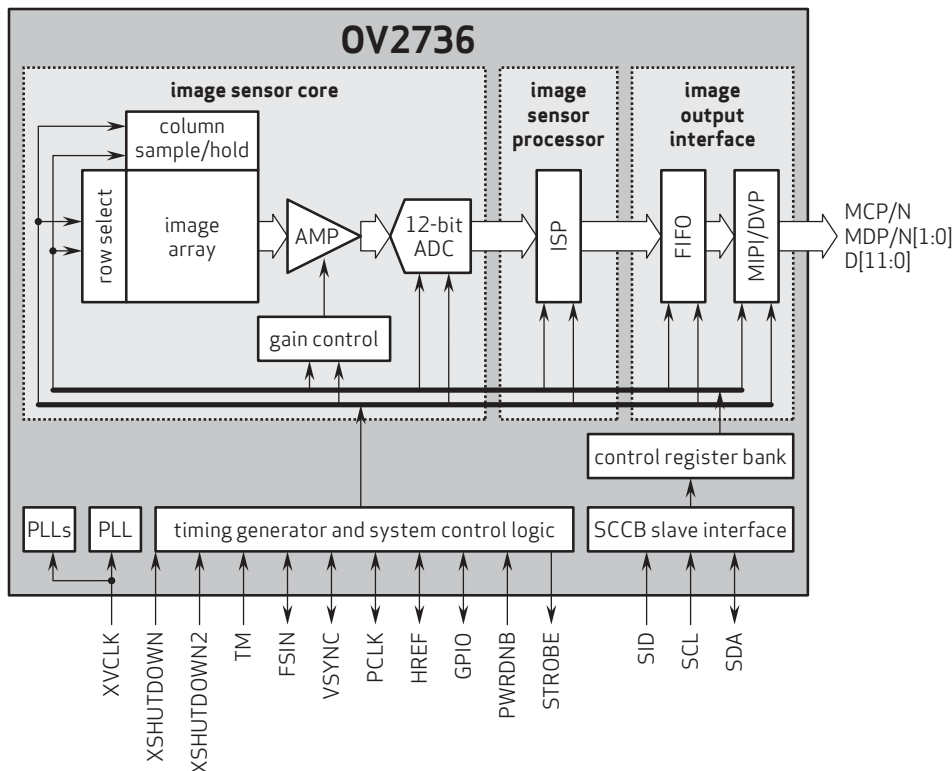 OV2736
image sensor core
image
sensor
processor
image
output
interface
column
sample/hold
row select
image
array
AMP
12-bit
ADC
ISP
FIFO
MIPI/DVP
MCP/N
MDP/N[1:0]
D[11:0]
gain control
control register bank
PLLs
PLL
timing generator and system control logic
SCCB slave interface
XVCLK
XSHUTDOWN
XSHUTDOWN2
TM
FSIN
VSYNC
PCLK
HREF
GPIO
PWRDNB
STROBE
SID
SCL
SDA